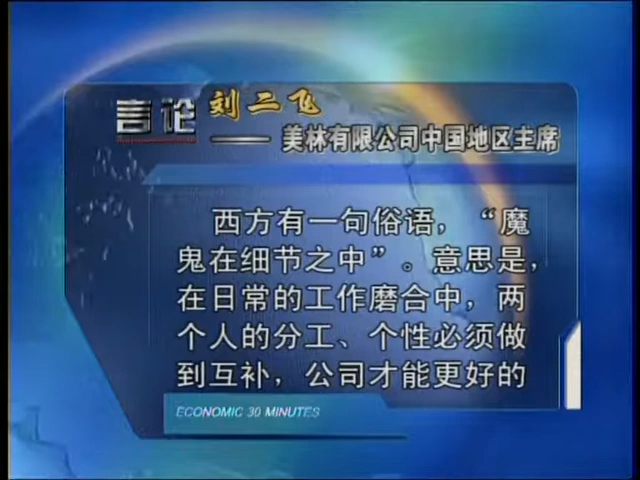 言论 刘二飞
——美林有限公司中国地区主席
西方有一句俗语，“魔
鬼在细节之中”。意思是，
在日常的工作磨合中，两
个人的分工、个性必须做
到互补，公司才能更好的
ECONOMIC 30 MINUTES